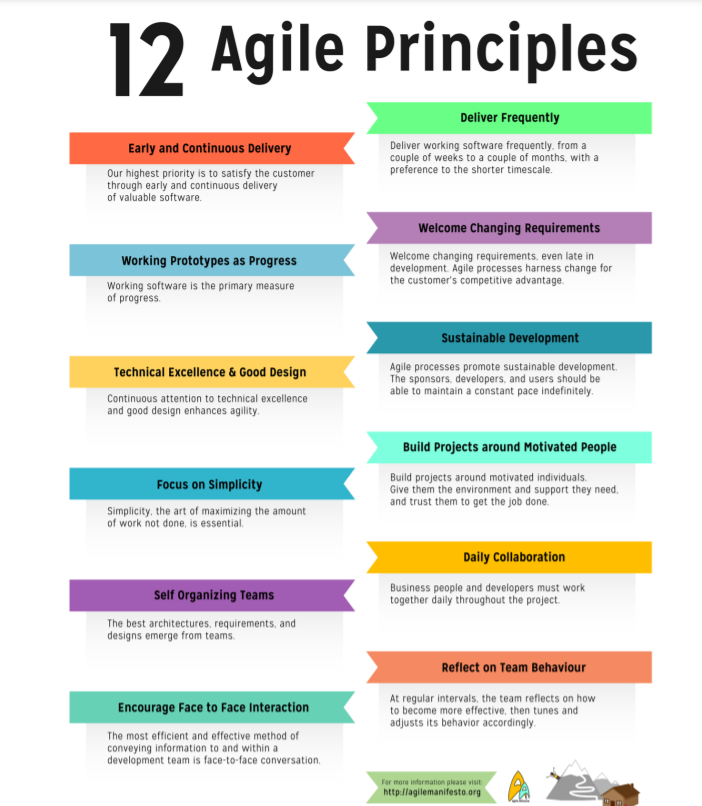 12 Agile Principles
Early and Continuous Delivery
Our highest priority is to satisfy the customer
through early and continuous delivery
of valuable software.
Working Prototypes as Progress
Working software is the primary measure
of progress.
Technical Excellence & Good Design
Continuous attention to technical excellence
and good design enhances agility.
Focus on Simplicity
Simplicity, the art of maximizing the amount
of work not done, is essential.
Self Organizing Teams
The best architectures, requirements, and
designs emerge from teams.
Encourage Face to Face Interaction
The most efficient and effective method of
conveying information to and within a
development team is face-to-face conversation.
Deliver Frequently
Deliver working software frequently, from a
couple of weeks to a couple of months, with a
preference to the shorter timescale.
Welcome Changing Requirements
Welcome changing requirements, even late in
development. Agile processes harness change for
the customer's competitive advantage.
Sustainable Development
Agile processes promote sustainable development.
The sponsors, developers, and users should be
able to maintain a constant pace indefinitely.
Build Projects around Motivated People
Build projects around motivated individuals.
Give them the environment and support they need,
and trust them to get the job done.
Daily Collaboration
Business people and developers must work
together daily throughout the project.
Reflect on Team Behaviour
At regular intervals, the team reflects on how
to become more effective, then tunes and
adjusts its behavior accordingly.
For more information please visit:
http://agilemanifesto.org